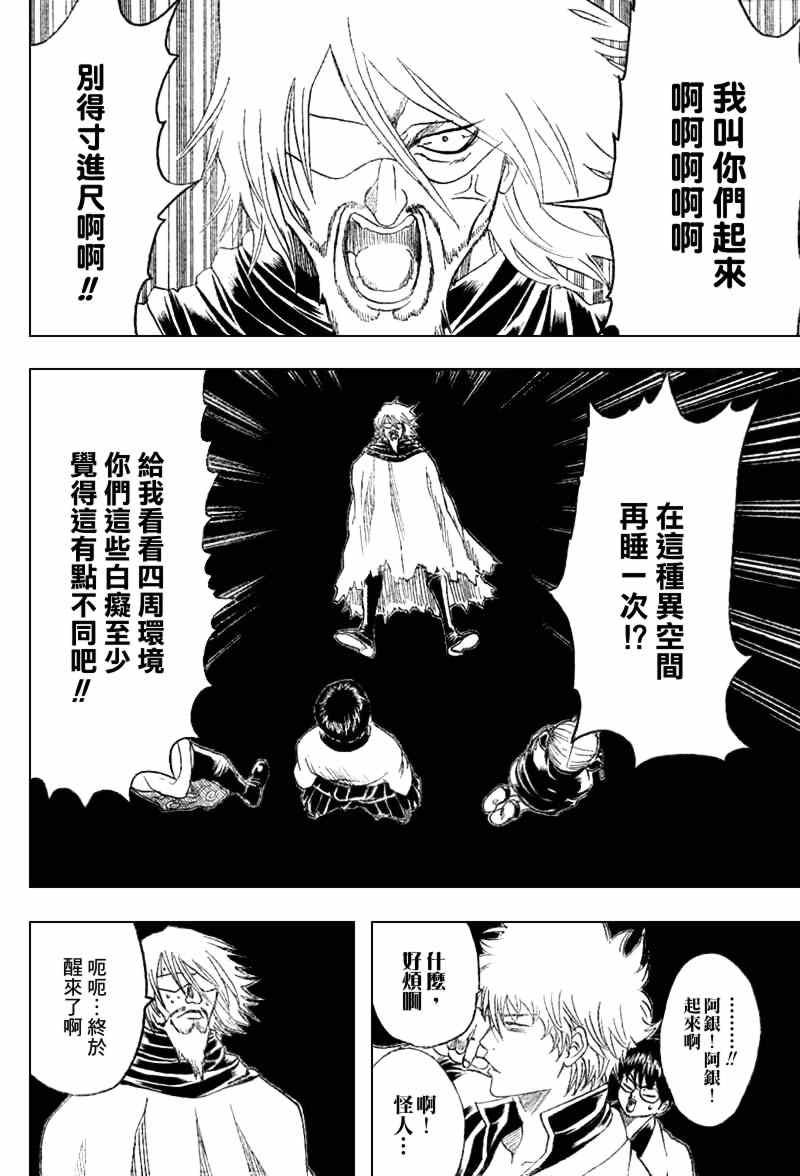 我叫你們起來
啊啊啊啊啊
別得寸進尺啊啊!!
在這種異空間
再睡一次!?
給我看看四周環境
你們這些白癡至少
覺得這有點不同吧!!
………!!
阿銀!阿銀!
起來啊
什麼，
好煩啊
啊!
怪人…
呃呃…終於
醒來了啊